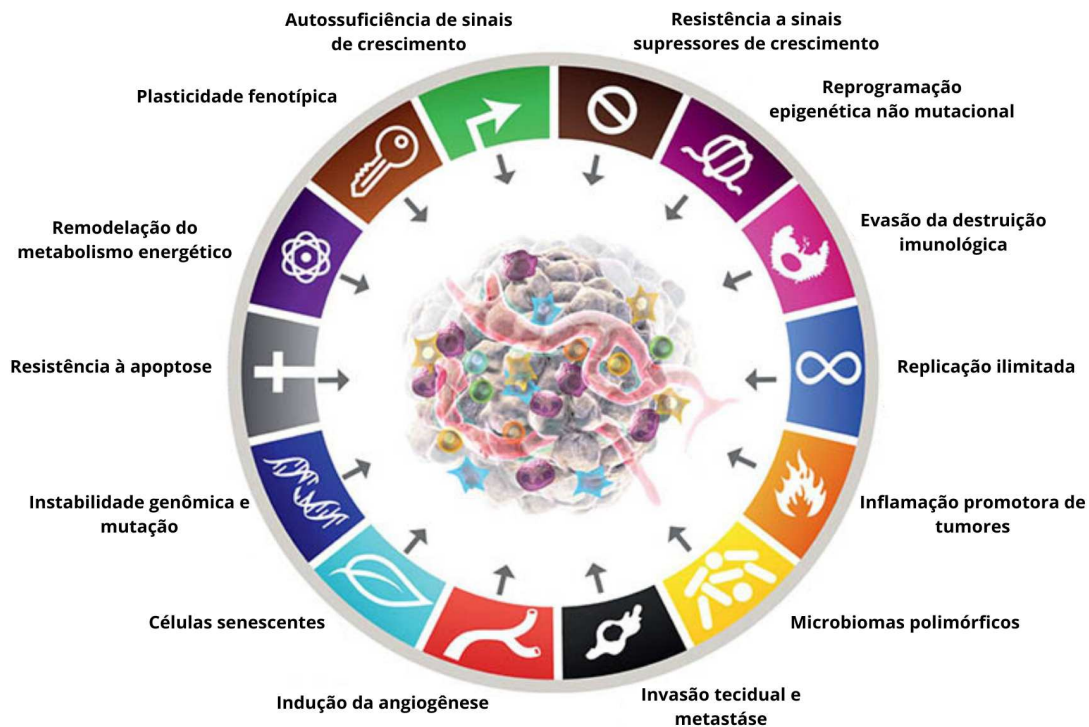 Autossuficiência de sinais
de crescimento
Resistência a sinais
supressores de crescimento
Plasticidade fenotípica
Reprogramação
epigenética não mutacional
Remodelação do
metabolismo energético
Evasão da destruição
imunológica
Resistência à apoptose
Replicação ilimitada
Instabilidade genômica e
mutação
Inflamação promotora de
tumores
Células senescentes
Microbiomas polimórficos
Indução da angiogênese
Invasão tecidual e
metastáse